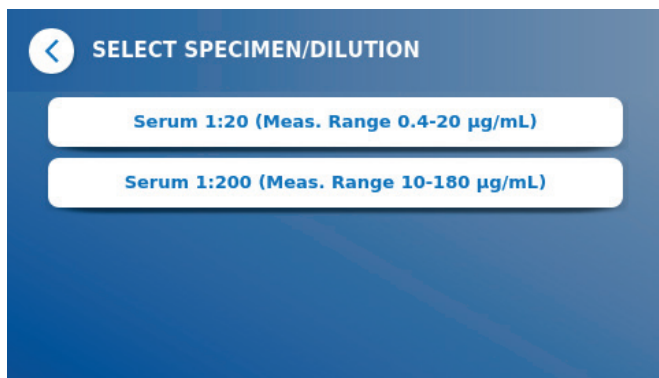 SELECT SPECIMEN/DILUTION
Serum 1:20 (Meas. Range 0.4-20 µg/mL)
Serum 1:200 (Meas. Range 10-180 µg/mL)